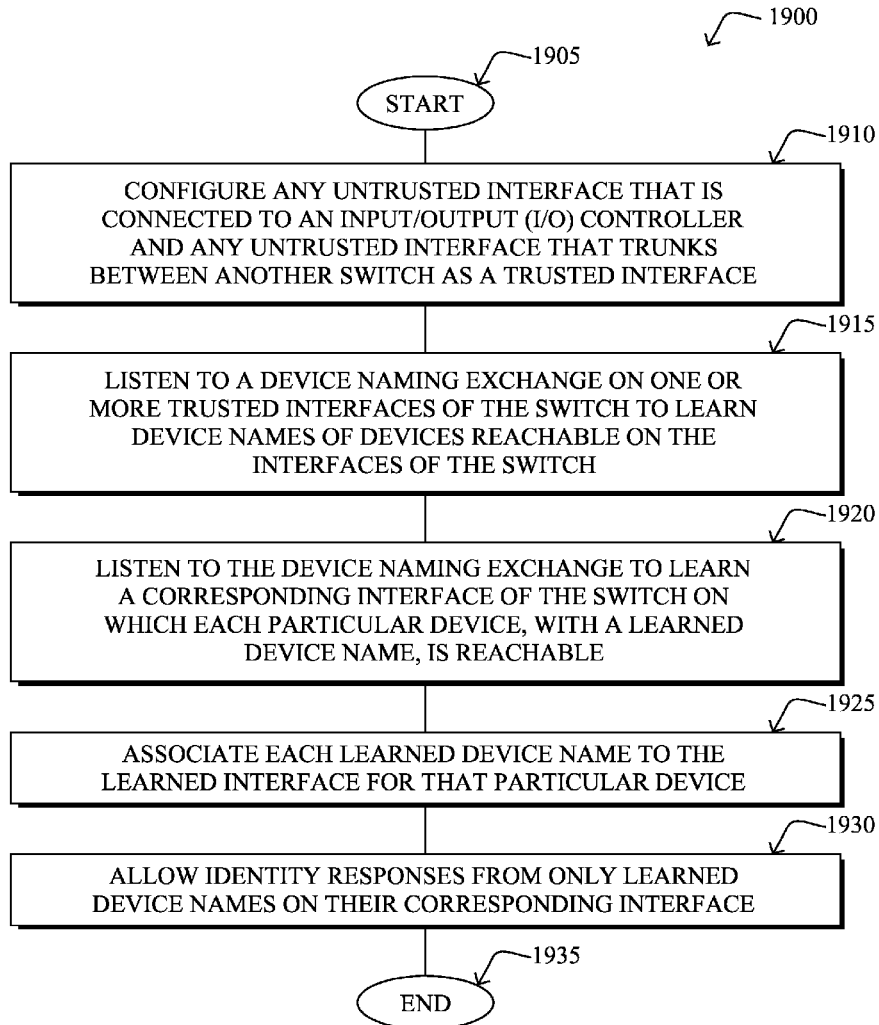 1900
1905
START
1910
CONFIGURE ANY UNTRUSTED INTERFACE THAT IS
CONNECTED TO AN INPUT/OUTPUT (I/O) CONTROLLER
AND ANY UNTRUSTED INTERFACE THAT TRUNKS
BETWEEN ANOTHER SWITCH AS A TRUSTED INTERFACE
1915
LISTEN TO A DEVICE NAMING EXCHANGE ON ONE OR
MORE TRUSTED INTERFACES OF THE SWITCH TO LEARN
DEVICE NAMES OF DEVICES REACHABLE ON THE
INTERFACES OF THE SWITCH
1920
LISTEN TO THE DEVICE NAMING EXCHANGE TO LEARN
A CORRESPONDING INTERFACE OF THE SWITCH ON
WHICH EACH PARTICULAR DEVICE, WITH A LEARNED
DEVICE NAME, IS REACHABLE
1925
ASSOCIATE EACH LEARNED DEVICE NAME TO THE
LEARNED INTERFACE FOR THAT PARTICULAR DEVICE
1930
ALLOW IDENTITY RESPONSES FROM ONLY LEARNED
DEVICE NAMES ON THEIR CORRESPONDING INTERFACE
1935
END